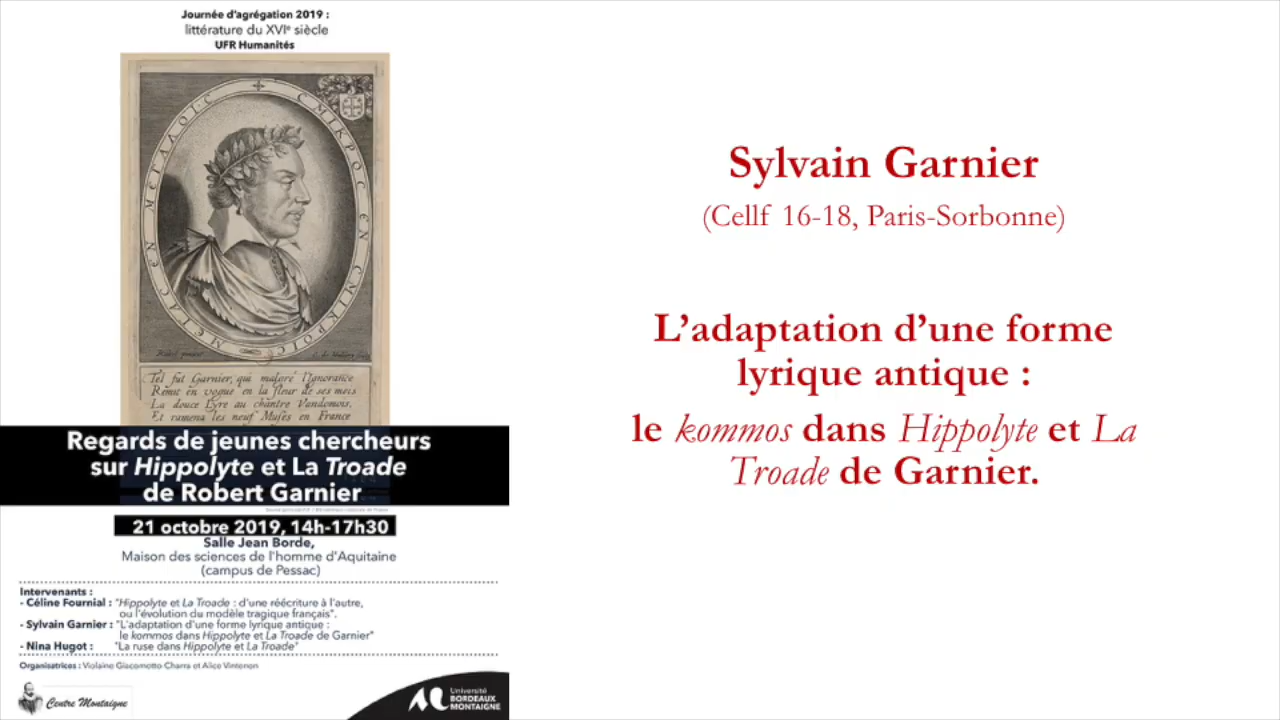 Journée d'agrégation 2019 :
littérature du XVIe siècle
UFR Humanités
Tel fut Garnier, qui malgré l'Ignorance
Remit en vogue en la fleur de ses mois
La douce Lyre au chantre Vandomois,
Et ramena les neuf Muses en France
Regards de jeunes chercheurs
sur Hippolyte et La Troade
de Robert Garnier
21 octobre 2019, 14h-17h30
Salle Jean Borde,
Maison des sciences de l'homme d'Aquitaine
(campus de Pessac)
Intervenants :
- Céline Fournial : "Hippolyte et La Troade : d'une réécriture à l'autre,
ou l'évolution du modèle tragique français".
- Sylvain Garnier : "L'adaptation d'une forme lyrique antique :
le kommos dans Hippolyte et La Troade de Garnier"
- Nina Hugot : "La ruse dans Hippolyte et La Troade"
Organisatrices : Violaine Giacomotto-Charra et Alice Vintenon
Centre Montaigne
Université
BORDEAUX
MONTAIGNE
Sylvain Garnier
(Cellf 16-18, Paris-Sorbonne)
L'adaptation d'une forme
lyrique antique :
le kommos dans Hippolyte et La
Troade de Garnier.